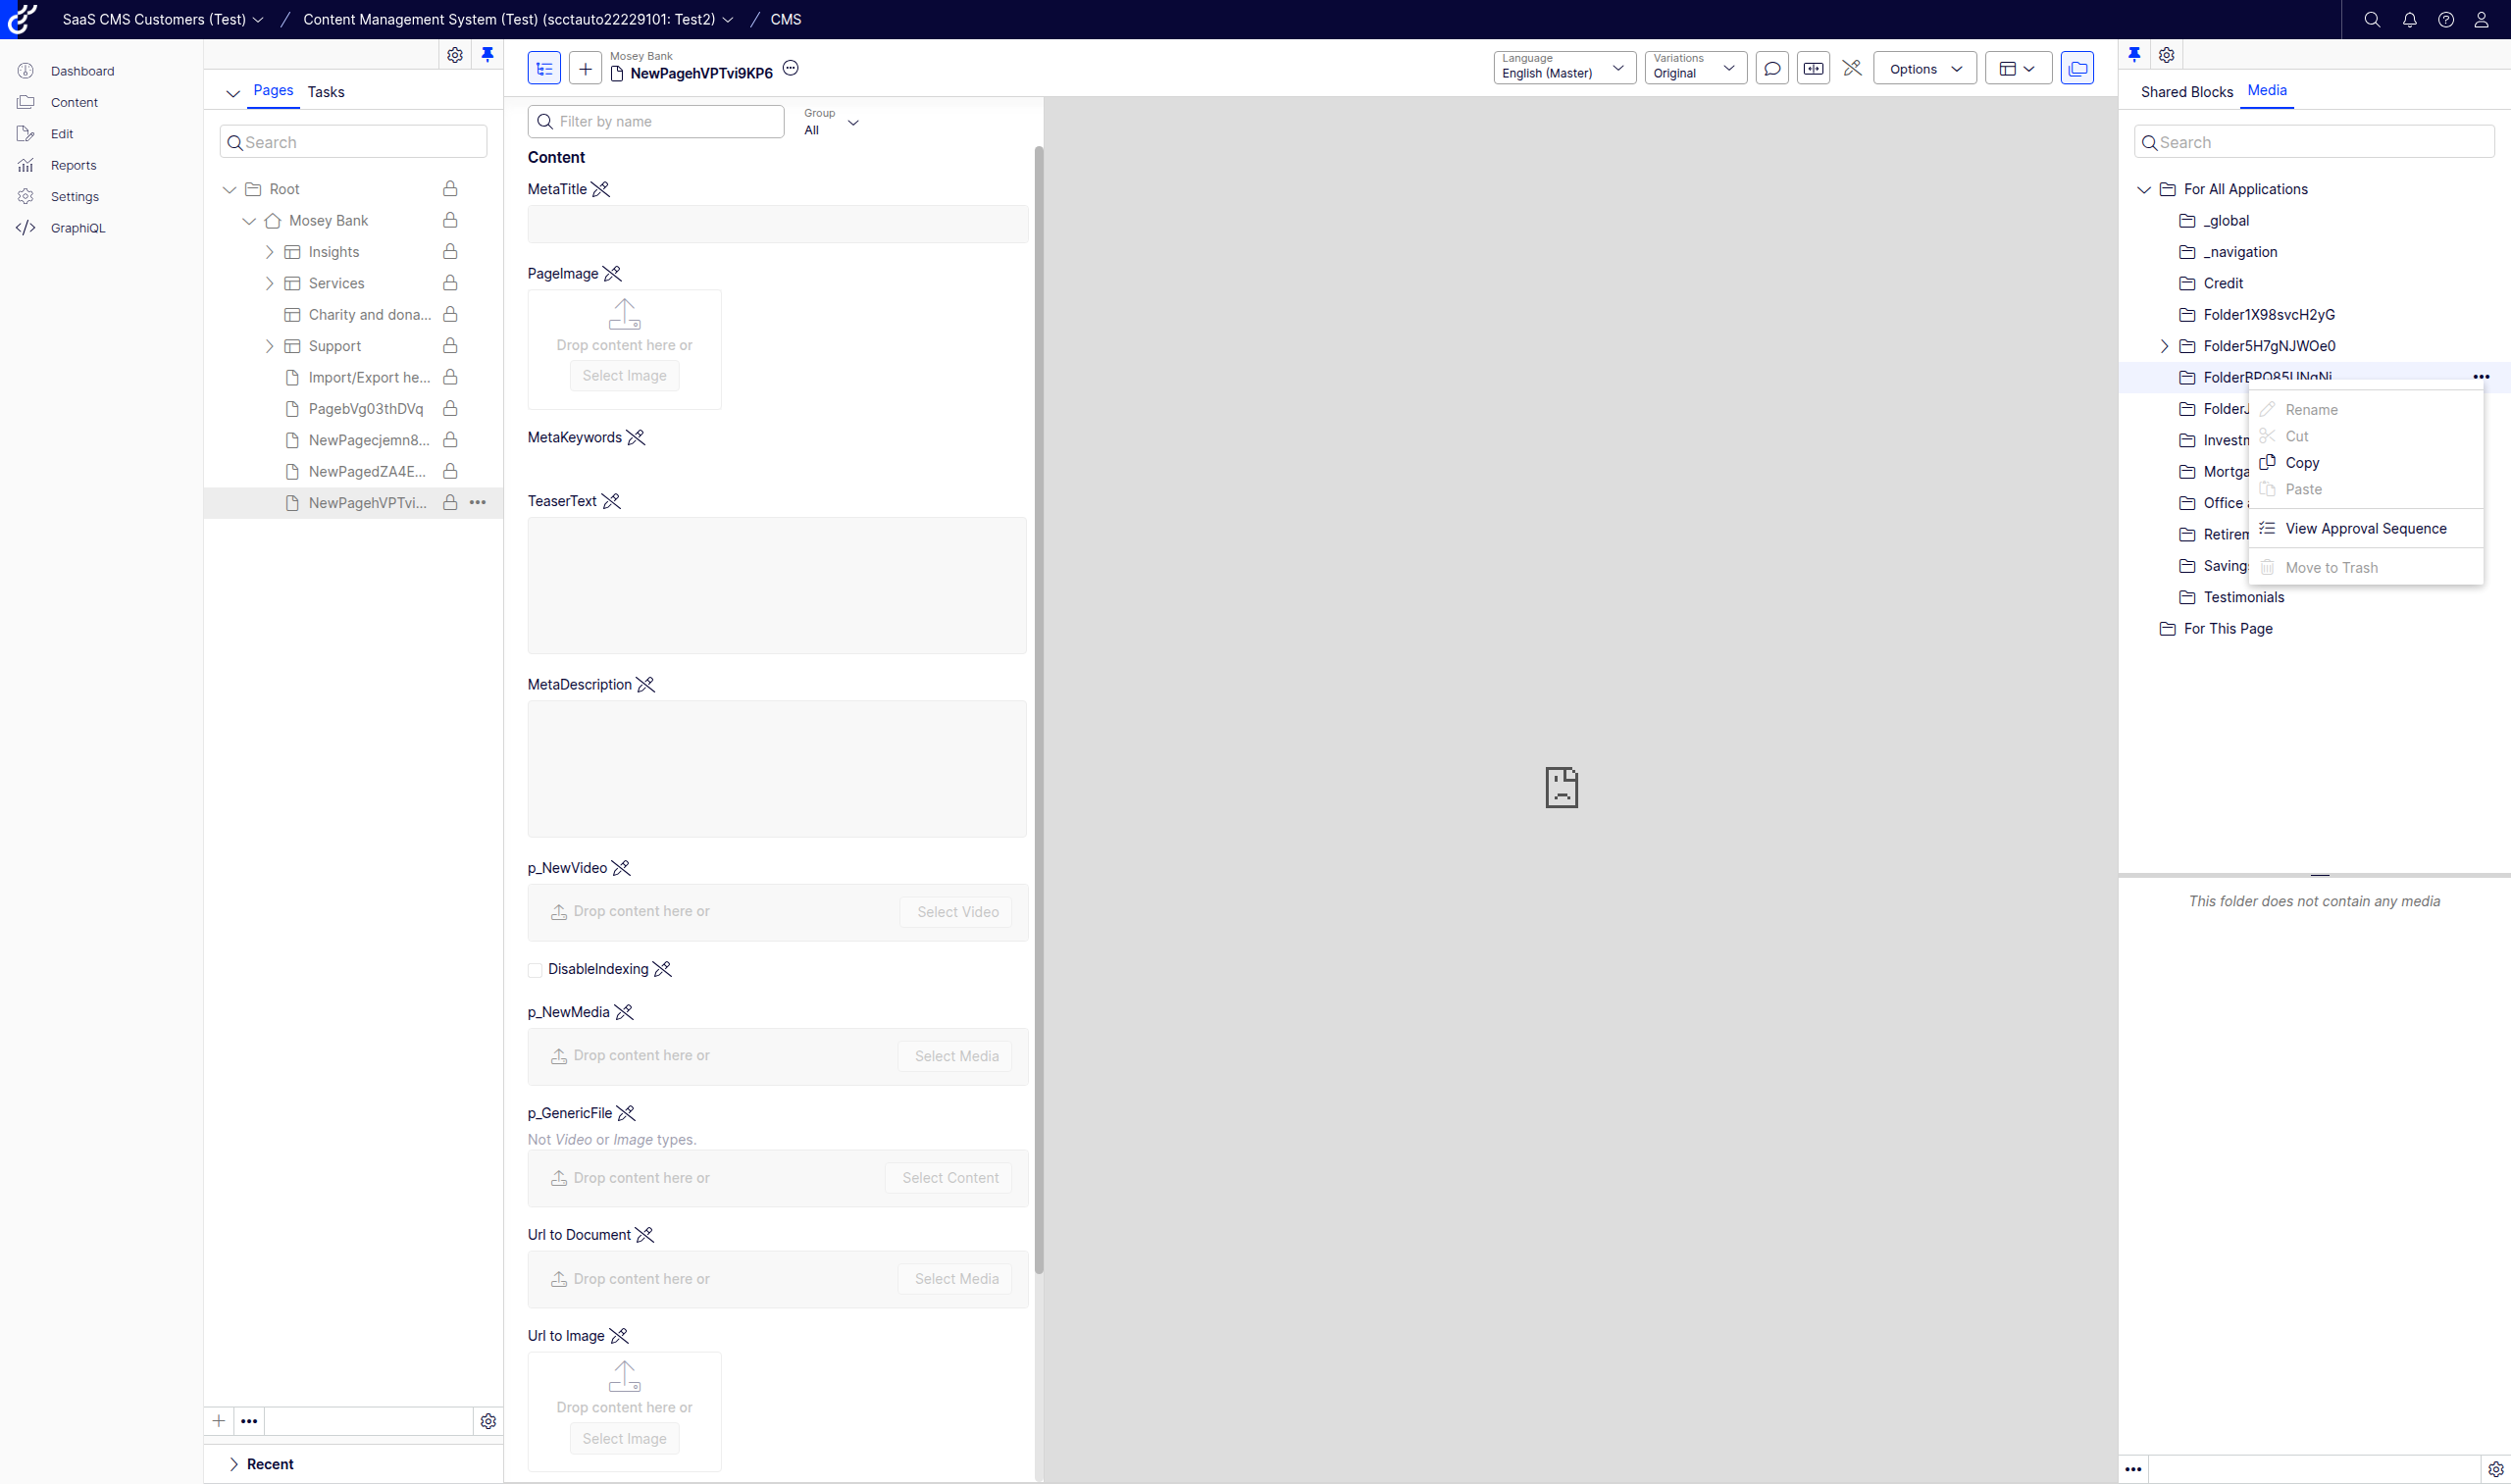 SaaS CMS Customers (Test) / Content Management System (Test) (scctauto22229101: Test2) / CMS
Dashboard
Content
Edit
Reports
Settings
GraphiQL
Pages Tasks
Search
Root
Mosey Bank
Insights
Services
Charity and dona...
Support
Import/Export he...
PagebVg03thDVq
NewPagecjemn8...
NewPagedZA4E...
NewPagehVPTvi...
Recent
Mosey Bank
NewPagehVPTvi9KP6
Language
English (Master)
Variations
Original
Options
Filter by name
Group
All
Content
MetaTitle
PageImage
Drop content here or
Select Image
MetaKeywords
TeaserText
MetaDescription
p_NewVideo
Drop content here or Select Video
DisableIndexing
p_NewMedia
Drop content here or Select Media
p_GenericFile
Not Video or Image types.
Drop content here or Select Content
Url to Document
Drop content here or Select Media
Url to Image
Drop content here or
Select Image
Shared Blocks Media
Search
For All Applications
_global
_navigation
Credit
Folder1X98svcH2yG
Folder5H7gNJWOe0
FolderJ
Investm
Mortga
Office
Retirem
Saving
Testimonials
For This Page
Rename
Cut
Copy
Paste
View Approval Sequence
Move to Trash
This folder does not contain any media